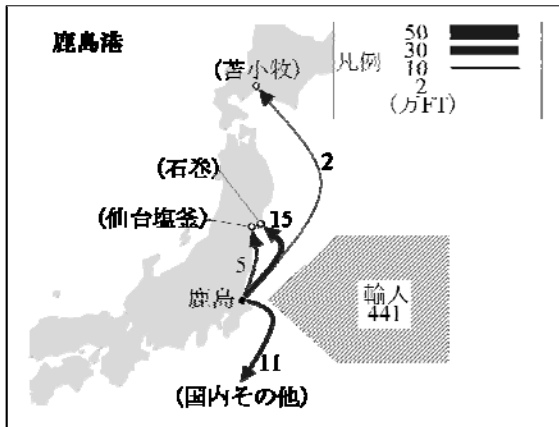 鹿島港
50
30
10
2
凡例
(万FT)
(苫小牧)
2
(石巻)
15
(仙台塩釜)
5
鹿島
輸入
441
11
(国内その他)